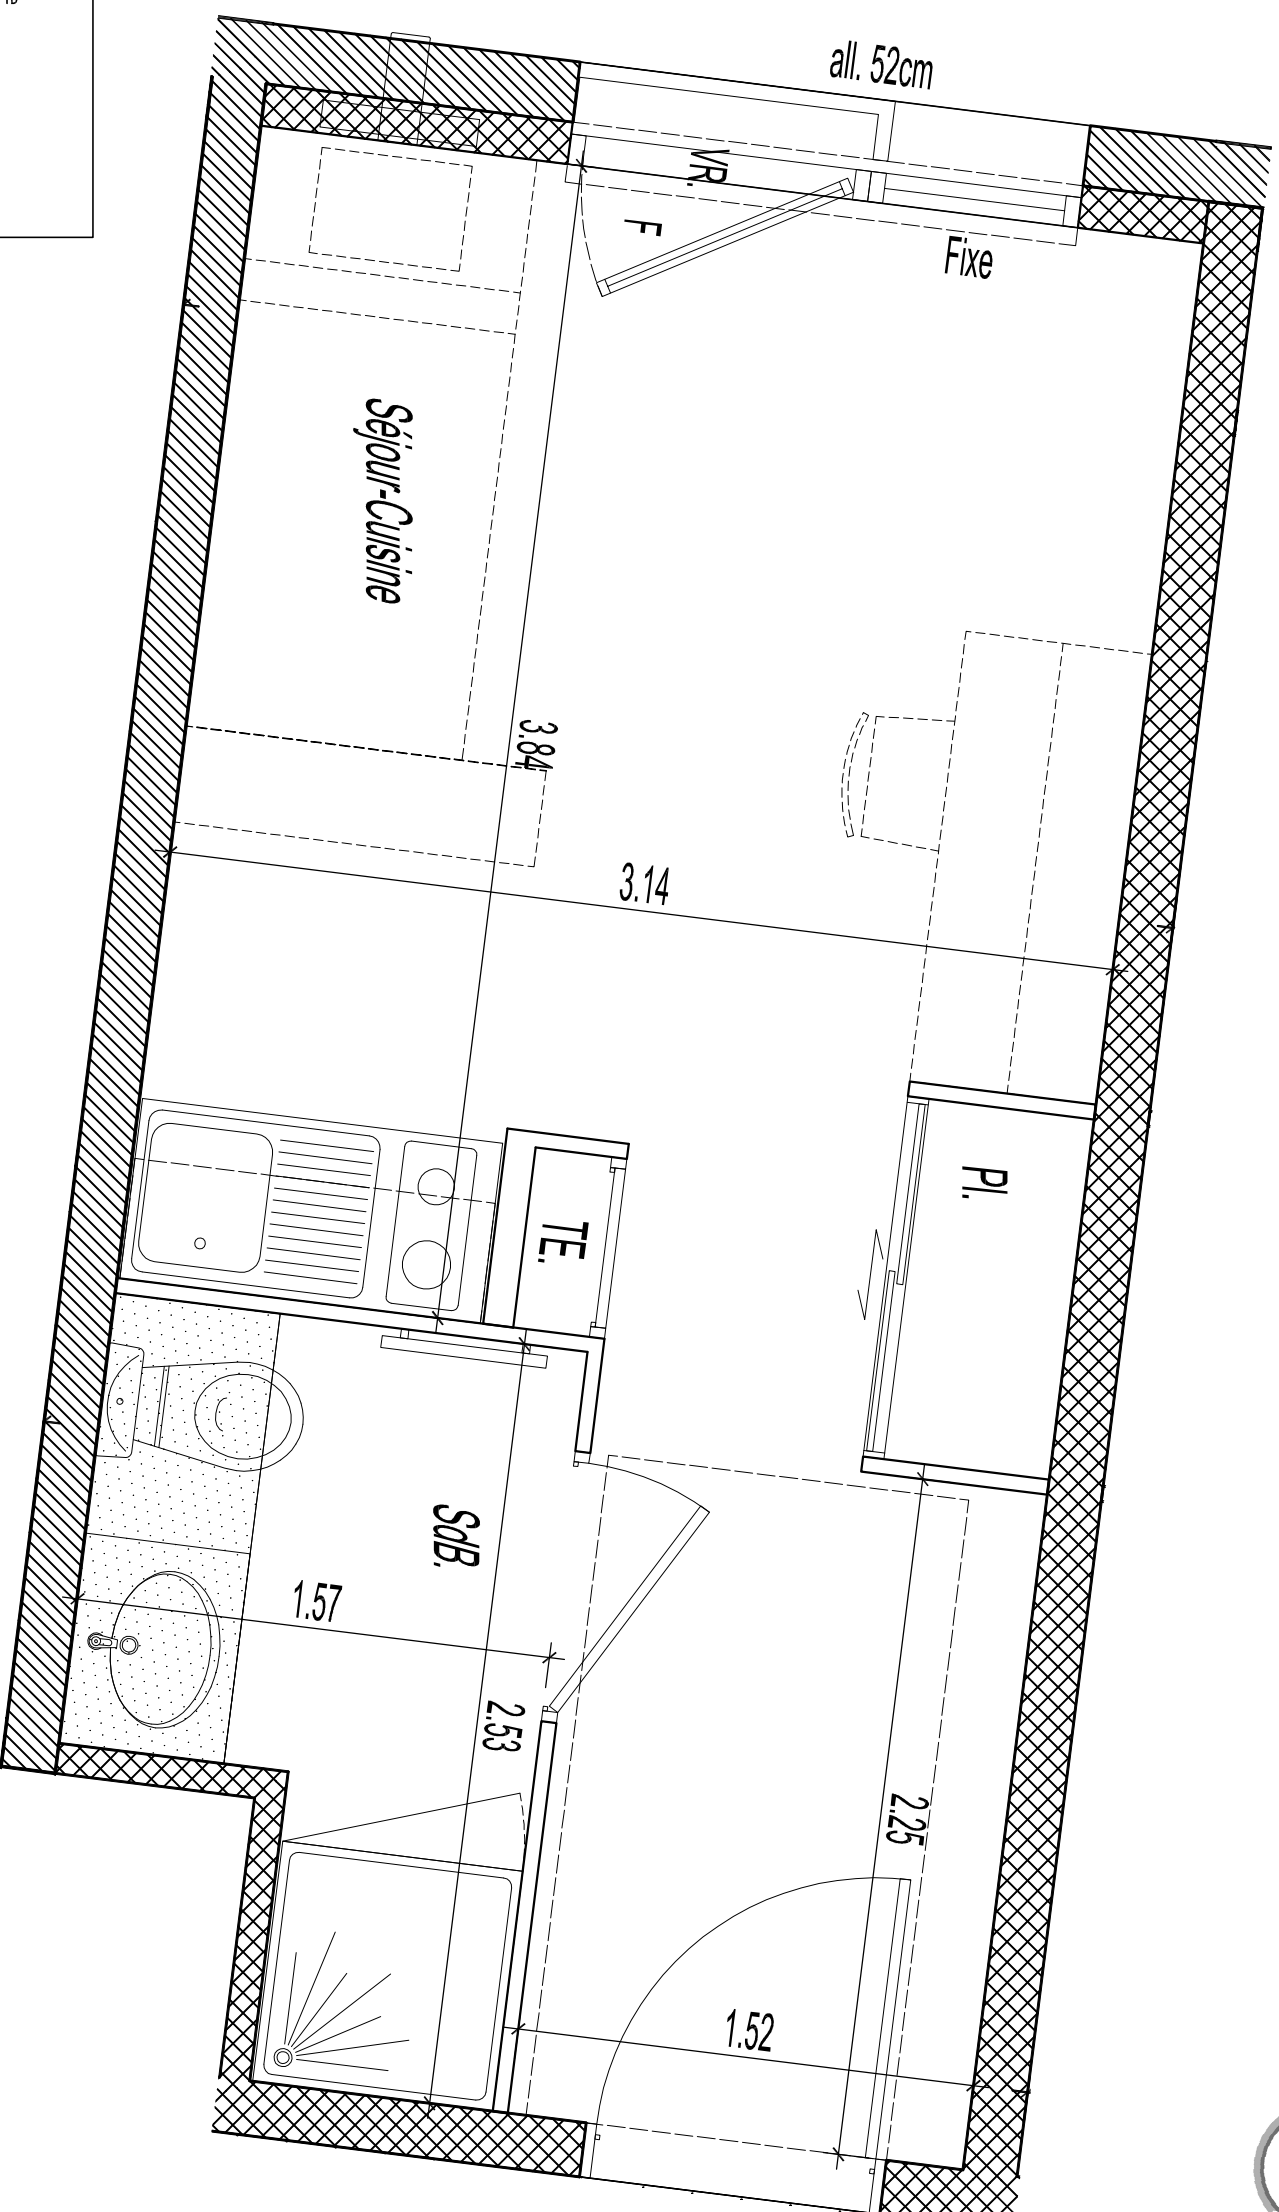 all. 52cm
VR.
F
Fixe
Séjour-Cuisine
3.84
3.14
Pl.
TE.
SdB.
1.57
2.53
2.25
1.52